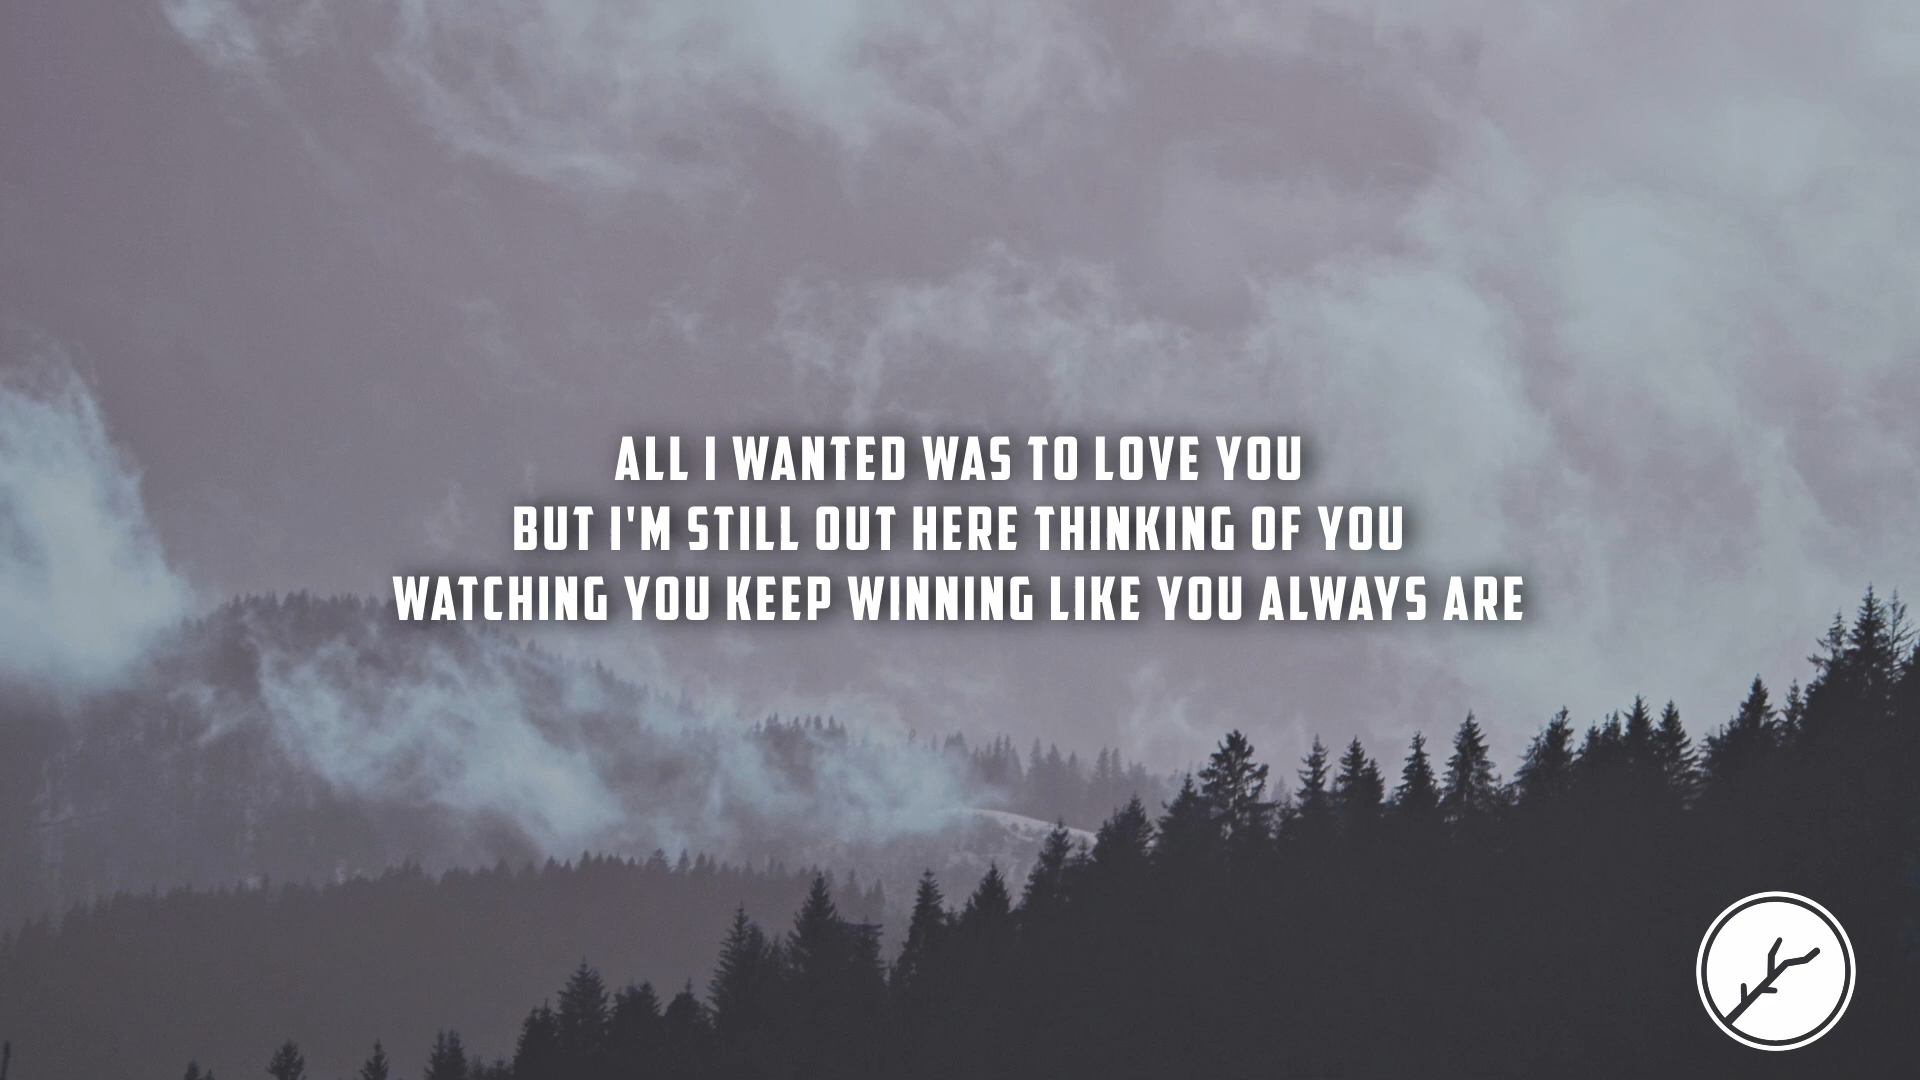 ALL I WANTED WAS TO LOVE YOU
BUT I'M STILL OUT HERE THINKING OF YOU
WATCHING YOU KEEP WINNING LIKE YOU ALWAYS ARE